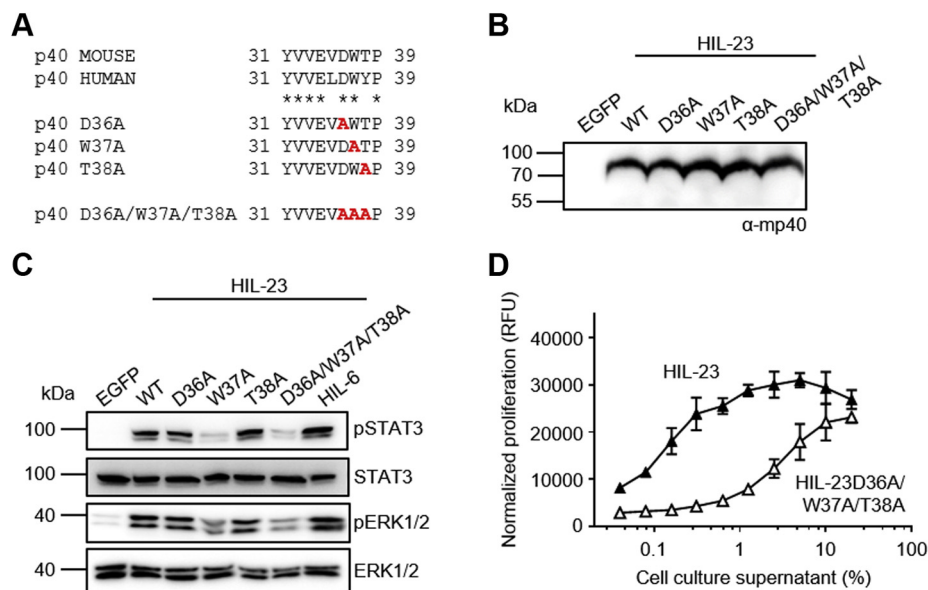 A
p40 MOUSE 31 YVVEVDWTP 39
p40 HUMAN 31 YVVELDWYP 39
**** ** *
p40 D36A 31 YVVEVAWTP 39
p40 W37A 31 YVVEVDATP 39
p40 T38A 31 YVVEVDWAP 39
p40 D36A/W37A/T38A 31 YVVEVAAAP 39
B
HIL-23
kDa
EGFP WT D36A W37A T38A D36A/W37A/
T38A
100
70
55
α-mp40
C
HIL-23
kDa
EGFP WT D36A W37A T38A D36A/W37A/T38A HIL-6
100 pSTAT3
100 STAT3
40 pERK1/2
40 ERK1/2
D
Normalized proliferation (RFU)
40000
30000
20000
10000
0
HIL-23
HIL-23D36A/
W37A/T38A
0.1 1 10 100
Cell culture supernatant (%)